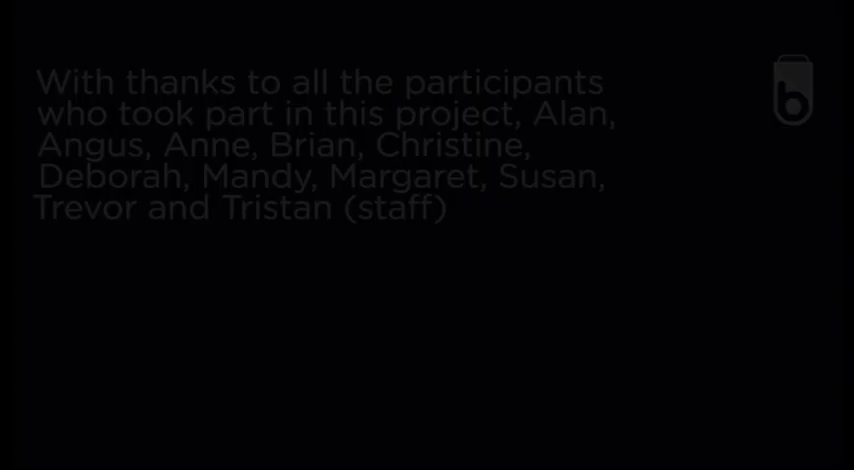 With thanks to all the participants
who took part in this project, Alan,
Angus, Anne, Brian, Christine,
Deborah, Mandy, Margaret, Susan,
Trevor and Tristan (staff)
b